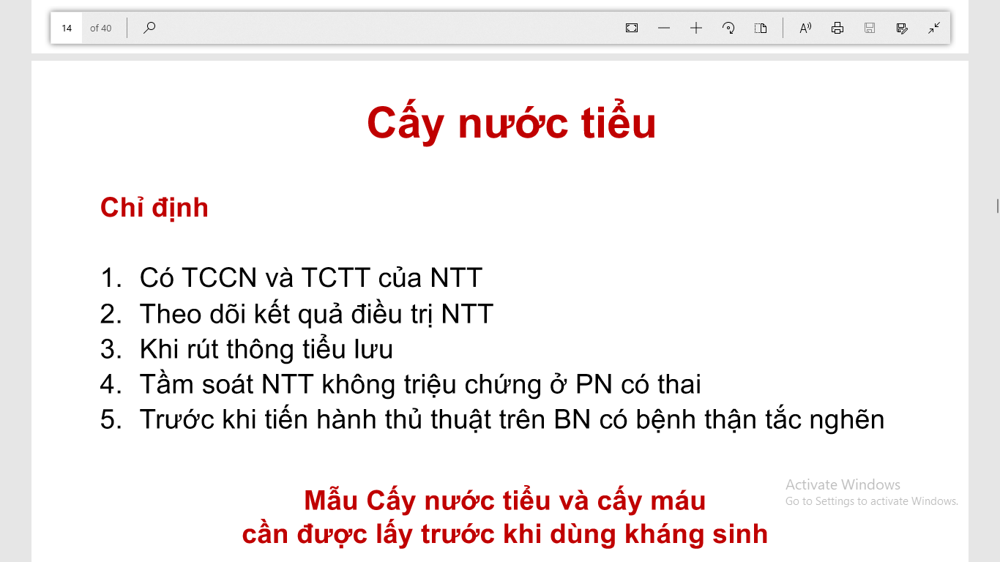 14 of 40
Cấy nước tiểu
Chỉ định
1. Có TCCN và TCTT của NTT
2. Theo dõi kết quả điều trị NTT
3. Khi rút thông tiểu lưu
4. Tầm soát NTT không triệu chứng ở PN có thai
5. Trước khi tiến hành thủ thuật trên BN có bệnh thận tắc nghẽn
Activate Windows
Go to Settings to activate Windows.
Mẫu Cấy nước tiểu và cấy máu
cần được lấy trước khi dùng kháng sinh